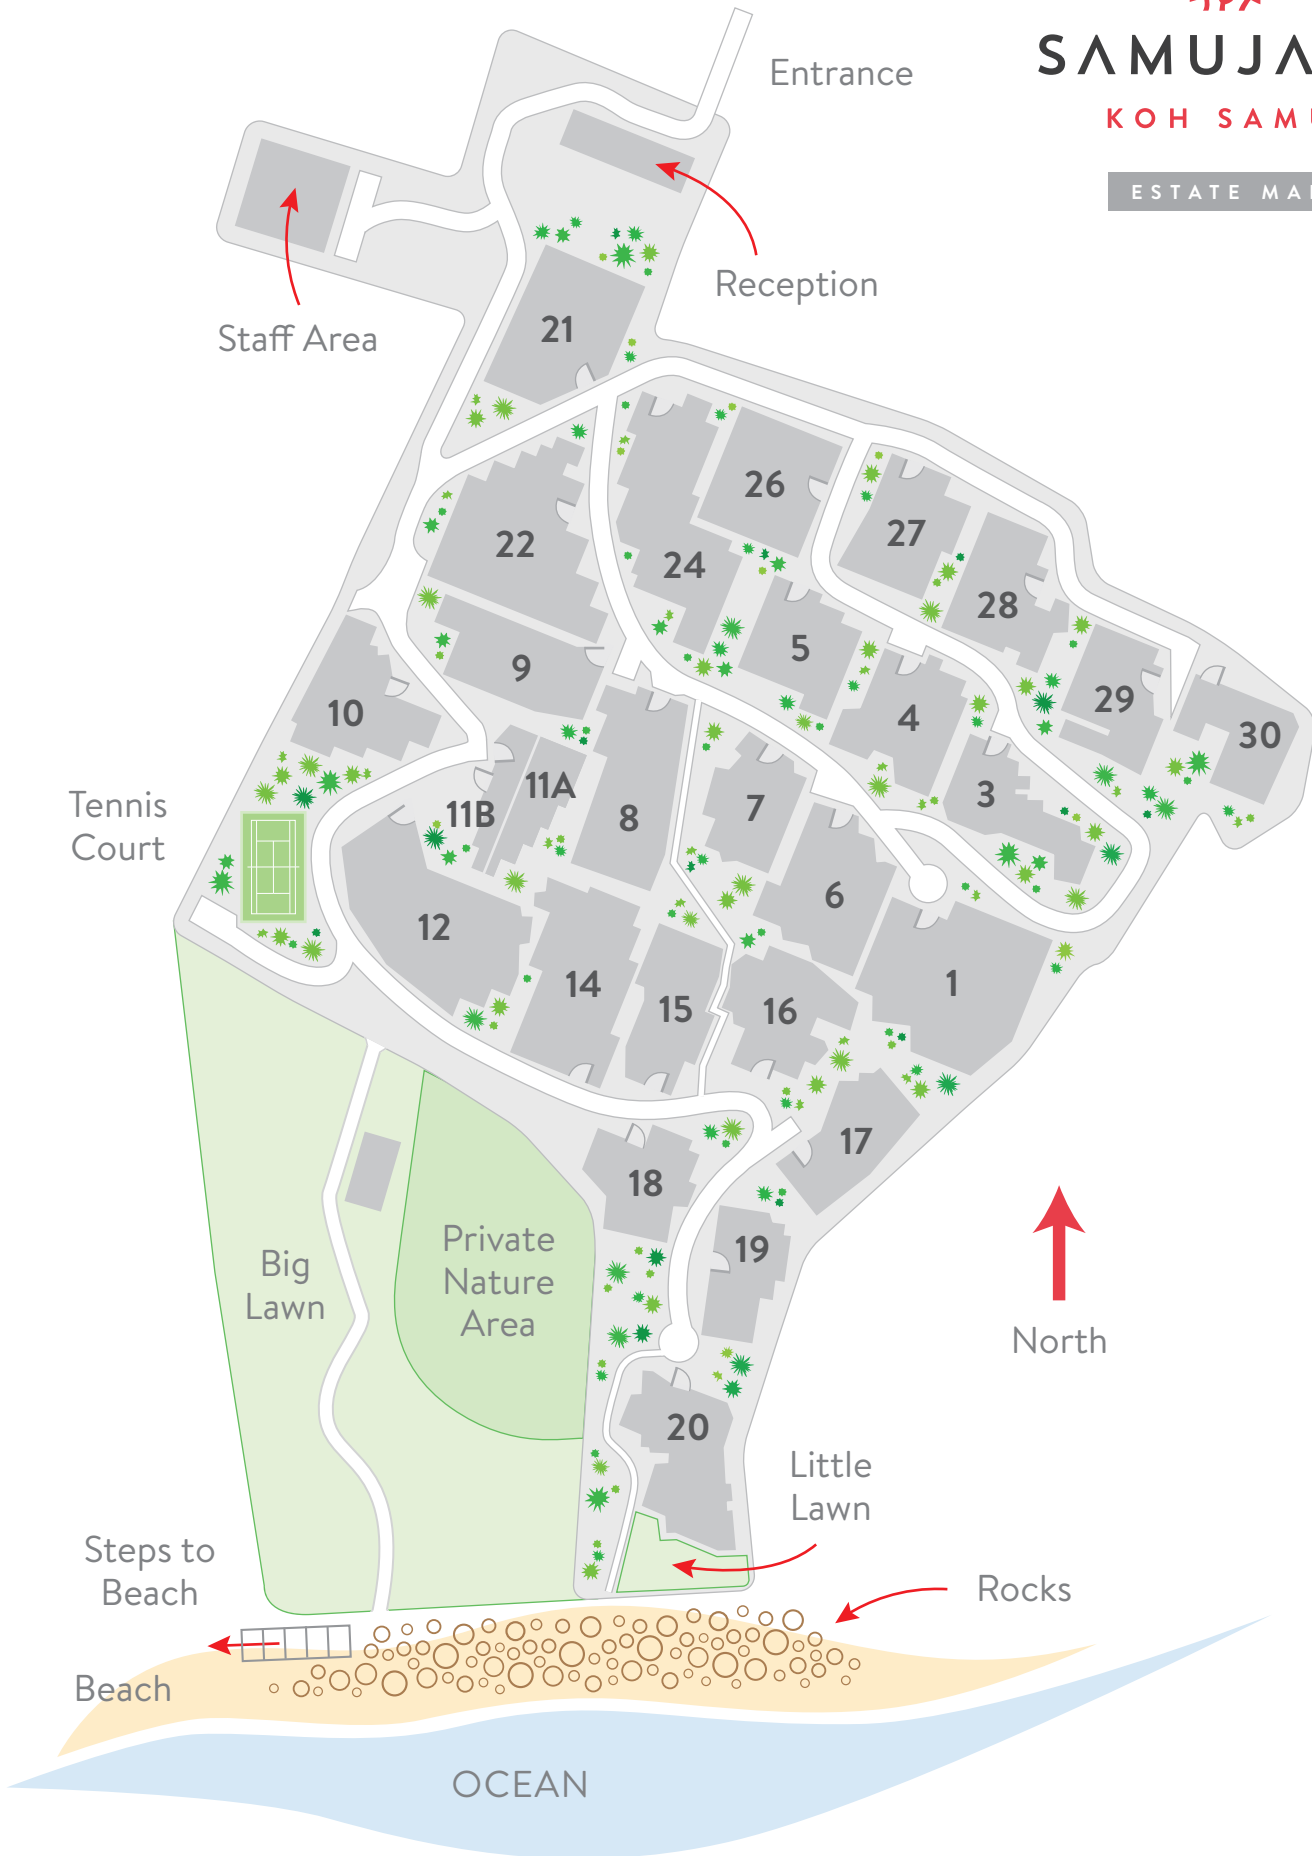 Entrance
SAMUJA
KOH SAMU
ESTATE MA
Reception
Staff Area
21
26
27
22
24
28
5
9
29
4
10
30
3
11A
7
Tennis
Court
11B
8
6
12
14
1
15
16
17
18
Private
Nature
Area
19
Big
Lawn
North
20
Little
Lawn
Steps to
Beach
Rocks
Beach
OCEAN